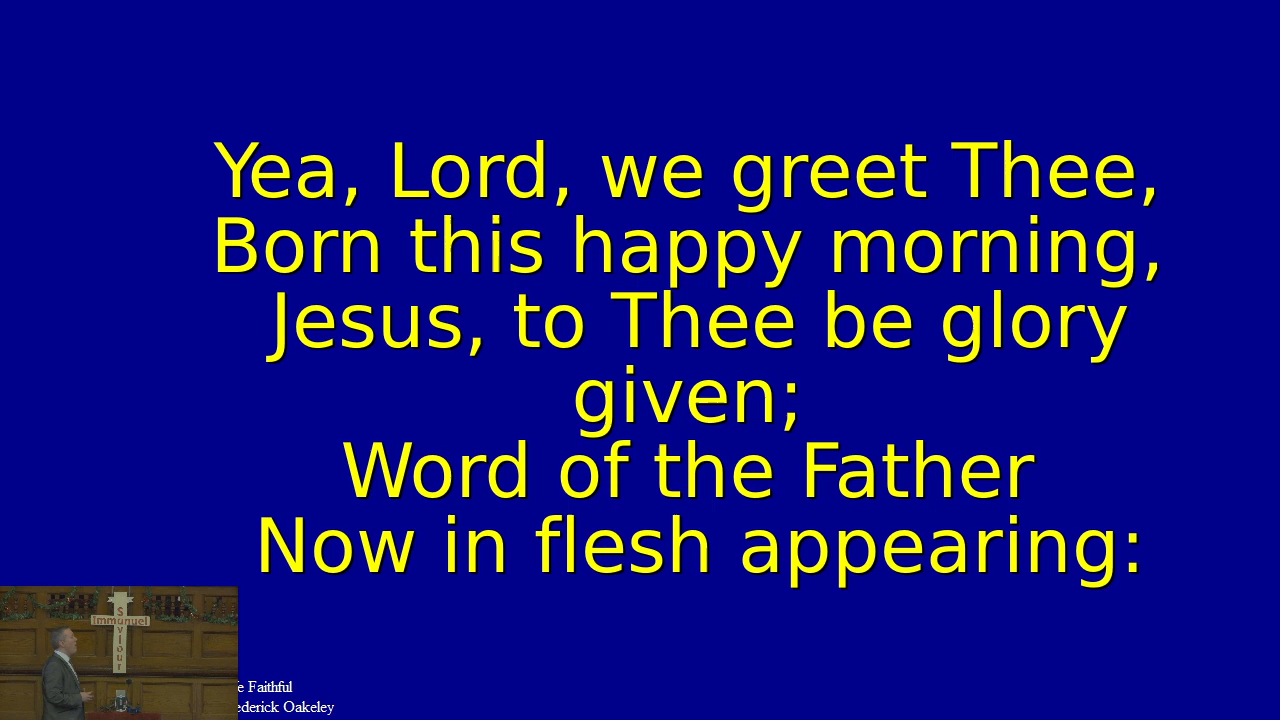 Yea, Lord, we greet Thee,
Born this happy morning,
Jesus, to Thee be glory
given;
Word of the Father
Now in flesh appearing:
Saviour
Immanuel
e Faithful
ederick Oakeley